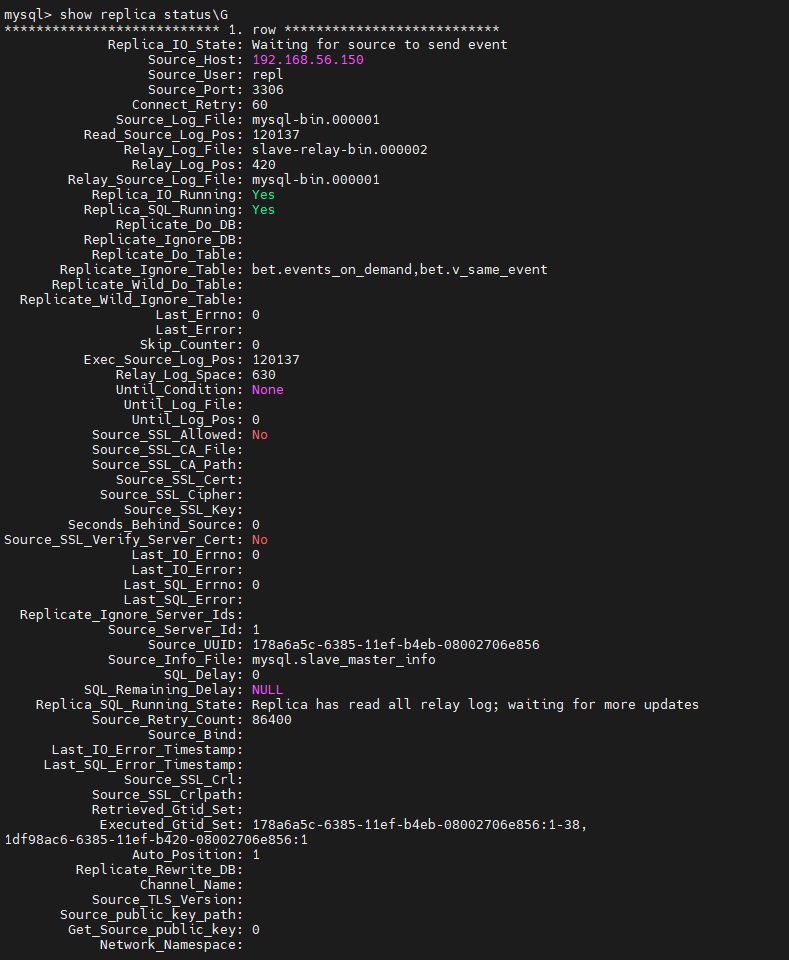 mysql> show replica status\G
*************************** 1. row ***************************
Replica_IO_State: Waiting for source to send event
Source_Host: 192.168.56.150
Source_User: repl
Source_Port: 3306
Connect_Retry: 60
Source_Log_File: mysql-bin.000001
Read_Source_Log_Pos: 120137
Relay_Log_File: slave-relay-bin.000002
Relay_Log_Pos: 420
Relay_Source_Log_File: mysql-bin.000001
Replica_IO_Running: Yes
Replica_SQL_Running: Yes
Replicate_Do_DB:
Replicate_Ignore_DB:
Replicate_Do_Table:
Replicate_Ignore_Table: bet.events_on_demand,bet.v_same_event
Replicate_Wild_Do_Table:
Replicate_Wild_Ignore_Table:
Last_Errno: 0
Last_Error:
Skip_Counter: 0
Exec_Source_Log_Pos: 120137
Relay_Log_Space: 630
Until_Condition: None
Until_Log_File:
Until_Log_Pos: 0
Source_SSL_Allowed: No
Source_SSL_CA_File:
Source_SSL_CA_Path:
Source_SSL_Cert:
Source_SSL_Cipher:
Source_SSL_Key:
Seconds_Behind_Source: 0
Source_SSL_Verify_Server_Cert: No
Last_IO_Errno: 0
Last_IO_Error:
Last_SQL_Errno: 0
Last_SQL_Error:
Replicate_Ignore_Server_Ids:
Source_Server_Id: 1
Source_UUID: 178a6a5c-6385-11ef-b4eb-08002706e856
Source_Info_File: mysql.slave_master_info
SQL_Delay: 0
SQL_Remaining_Delay: NULL
Replica_SQL_Running_State: Replica has read all relay log; waiting for more updates
Source_Retry_Count: 86400
Source_Bind:
Last_IO_Error_Timestamp:
Last_SQL_Error_Timestamp:
Source_SSL_Crl:
Source_SSL_Crlpath:
Retrieved_Gtid_Set:
Executed_Gtid_Set: 178a6a5c-6385-11ef-b4eb-08002706e856:1-38,
1df98ac6-6385-11ef-b420-08002706e856:1
Auto_Position: 1
Replicate_Rewrite_DB:
Channel_Name:
Source_TLS_Version:
Source_public_key_path:
Get_Source_public_key: 0
Network_Namespace: